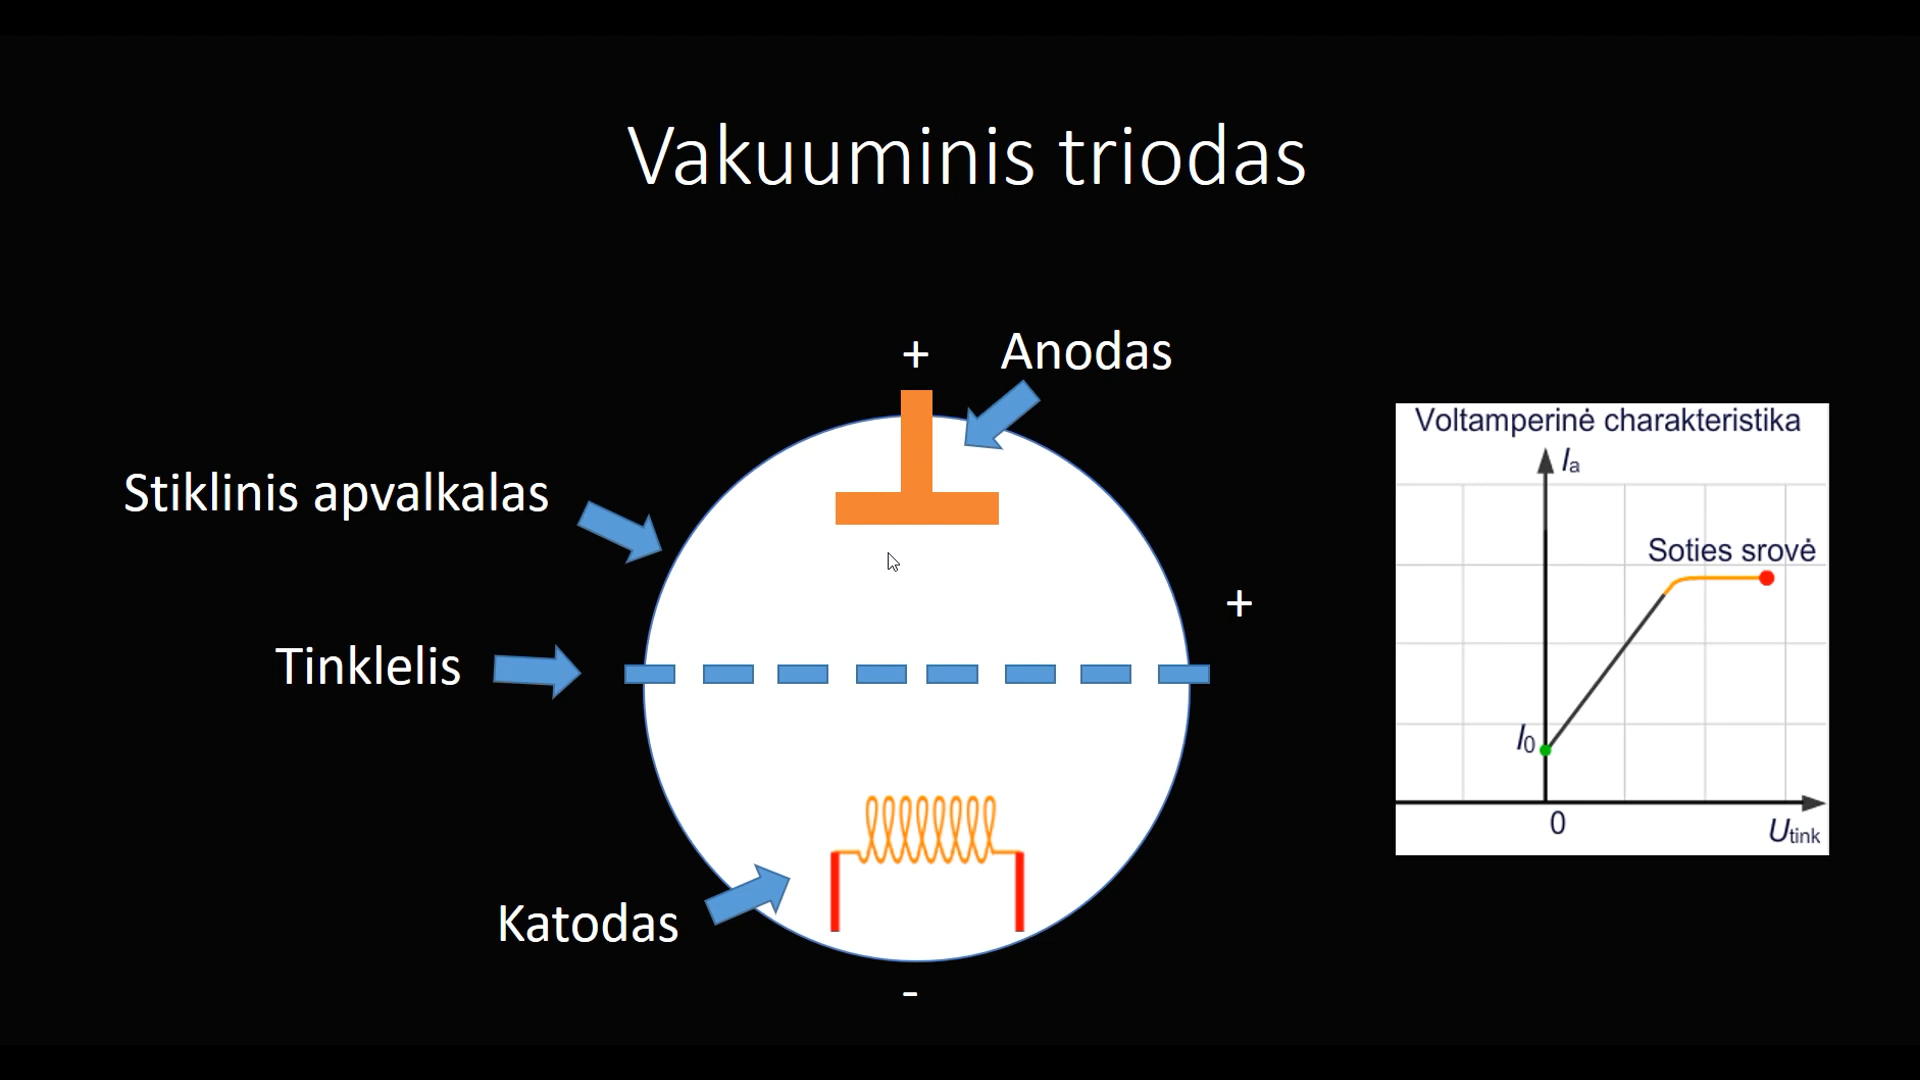 Vakuuminis triodas
+
Anodas
Stiklinis apvalkalas
+
Tinklelis
Katodas
-
Voltamperinė charakteristika
Ia
Soties srovė
I0
0
Utink